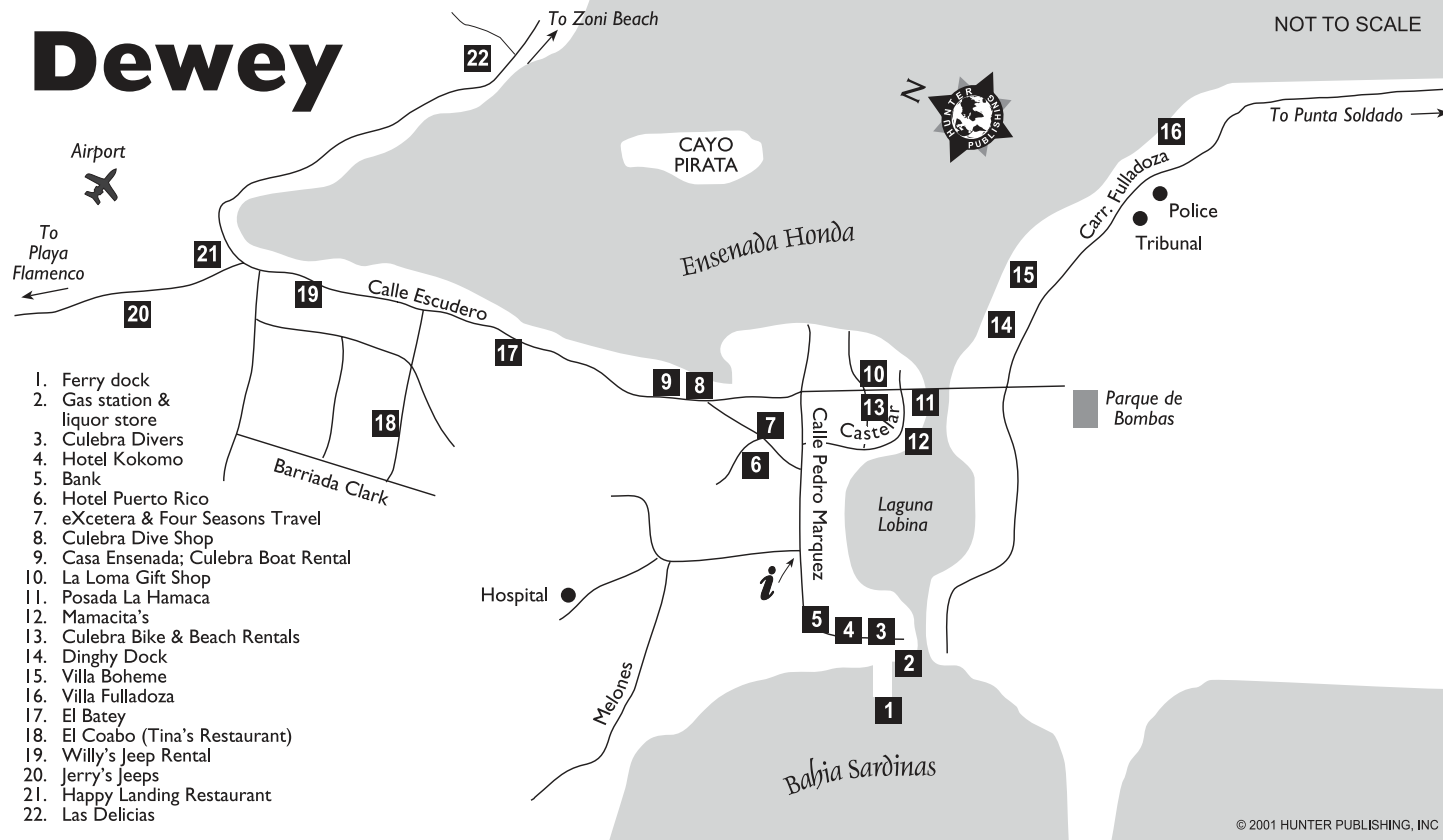 Dewey
To Zoni Beach
NOT TO SCALE
22
N
HUNTER PUBLISHING
To Punta Soldado
16
CAYO
PIRATA
Airport
Carr. Fulladoza
Police
Tribunal
To
Playa
Flamenco
21
Ensenada Honda
15
20
19
Calle Escudero
14
17
9
8
10
Parque de
Bombas
11
13
Castelar
12
18
7
6
Barriada Clark
Calle Pedro Marquez
Laguna
Lobina
Hospital
i
5
4
3
2
1
Melones
Bahia Sardinas
1. Ferry dock
2. Gas station &
liquor store
3. Culebra Divers
4. Hotel Kokomo
5. Bank
6. Hotel Puerto Rico
7. eXcetera & Four Seasons Travel
8. Culebra Dive Shop
9. Casa Ensenada; Culebra Boat Rental
10. La Loma Gift Shop
11. Posada La Hamaca
12. Mamacita's
13. Culebra Bike & Beach Rentals
14. Dinghy Dock
15. Villa Boheme
16. Villa Fulladoza
17. El Batey
18. El Coabo (Tina's Restaurant)
19. Willy's Jeep Rental
20. Jerry's Jeeps
21. Happy Landing Restaurant
22. Las Delicias
© 2001 HUNTER PUBLISHING, INC